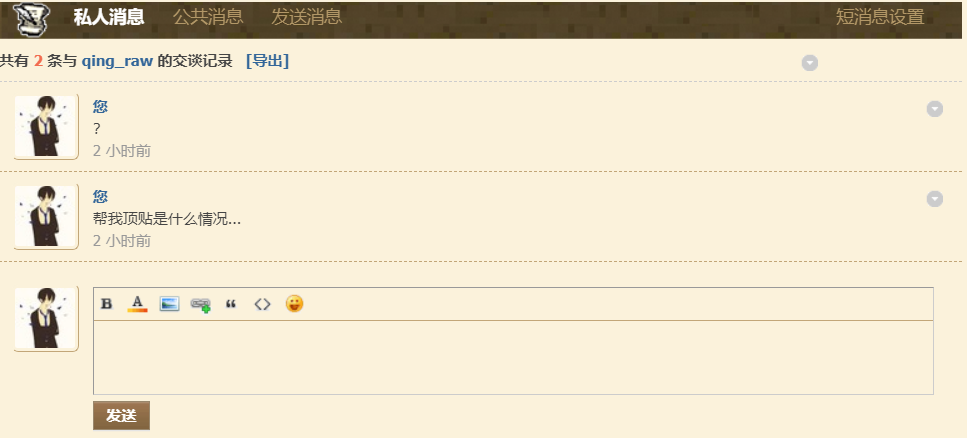 私人消息 公共消息 发送消息 短消息设置
共有 2 条与 qing_raw 的交谈记录 [导出]
您
?
2 小时前
您
帮我顶贴是什么情况...
2 小时前
B A “ <>
发送